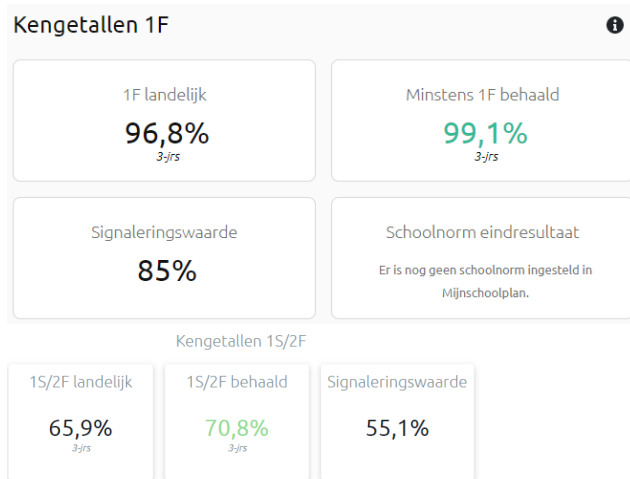 Kengetallen 1F
1F landelijk
96,8%
3-jrs
Minstens 1F behaald
99,1%
3-jrs
Signaleringswaarde
85%
Schoolnorm eindresultaat
Er is nog geen schoolnorm ingesteld in
Mijnschoolplan.
Kengetallen 1S/2F
1S/2F landelijk
65,9%
3-jrs
1S/2F behaald
70,8%
3-jrs
Signaleringswaarde
55,1%